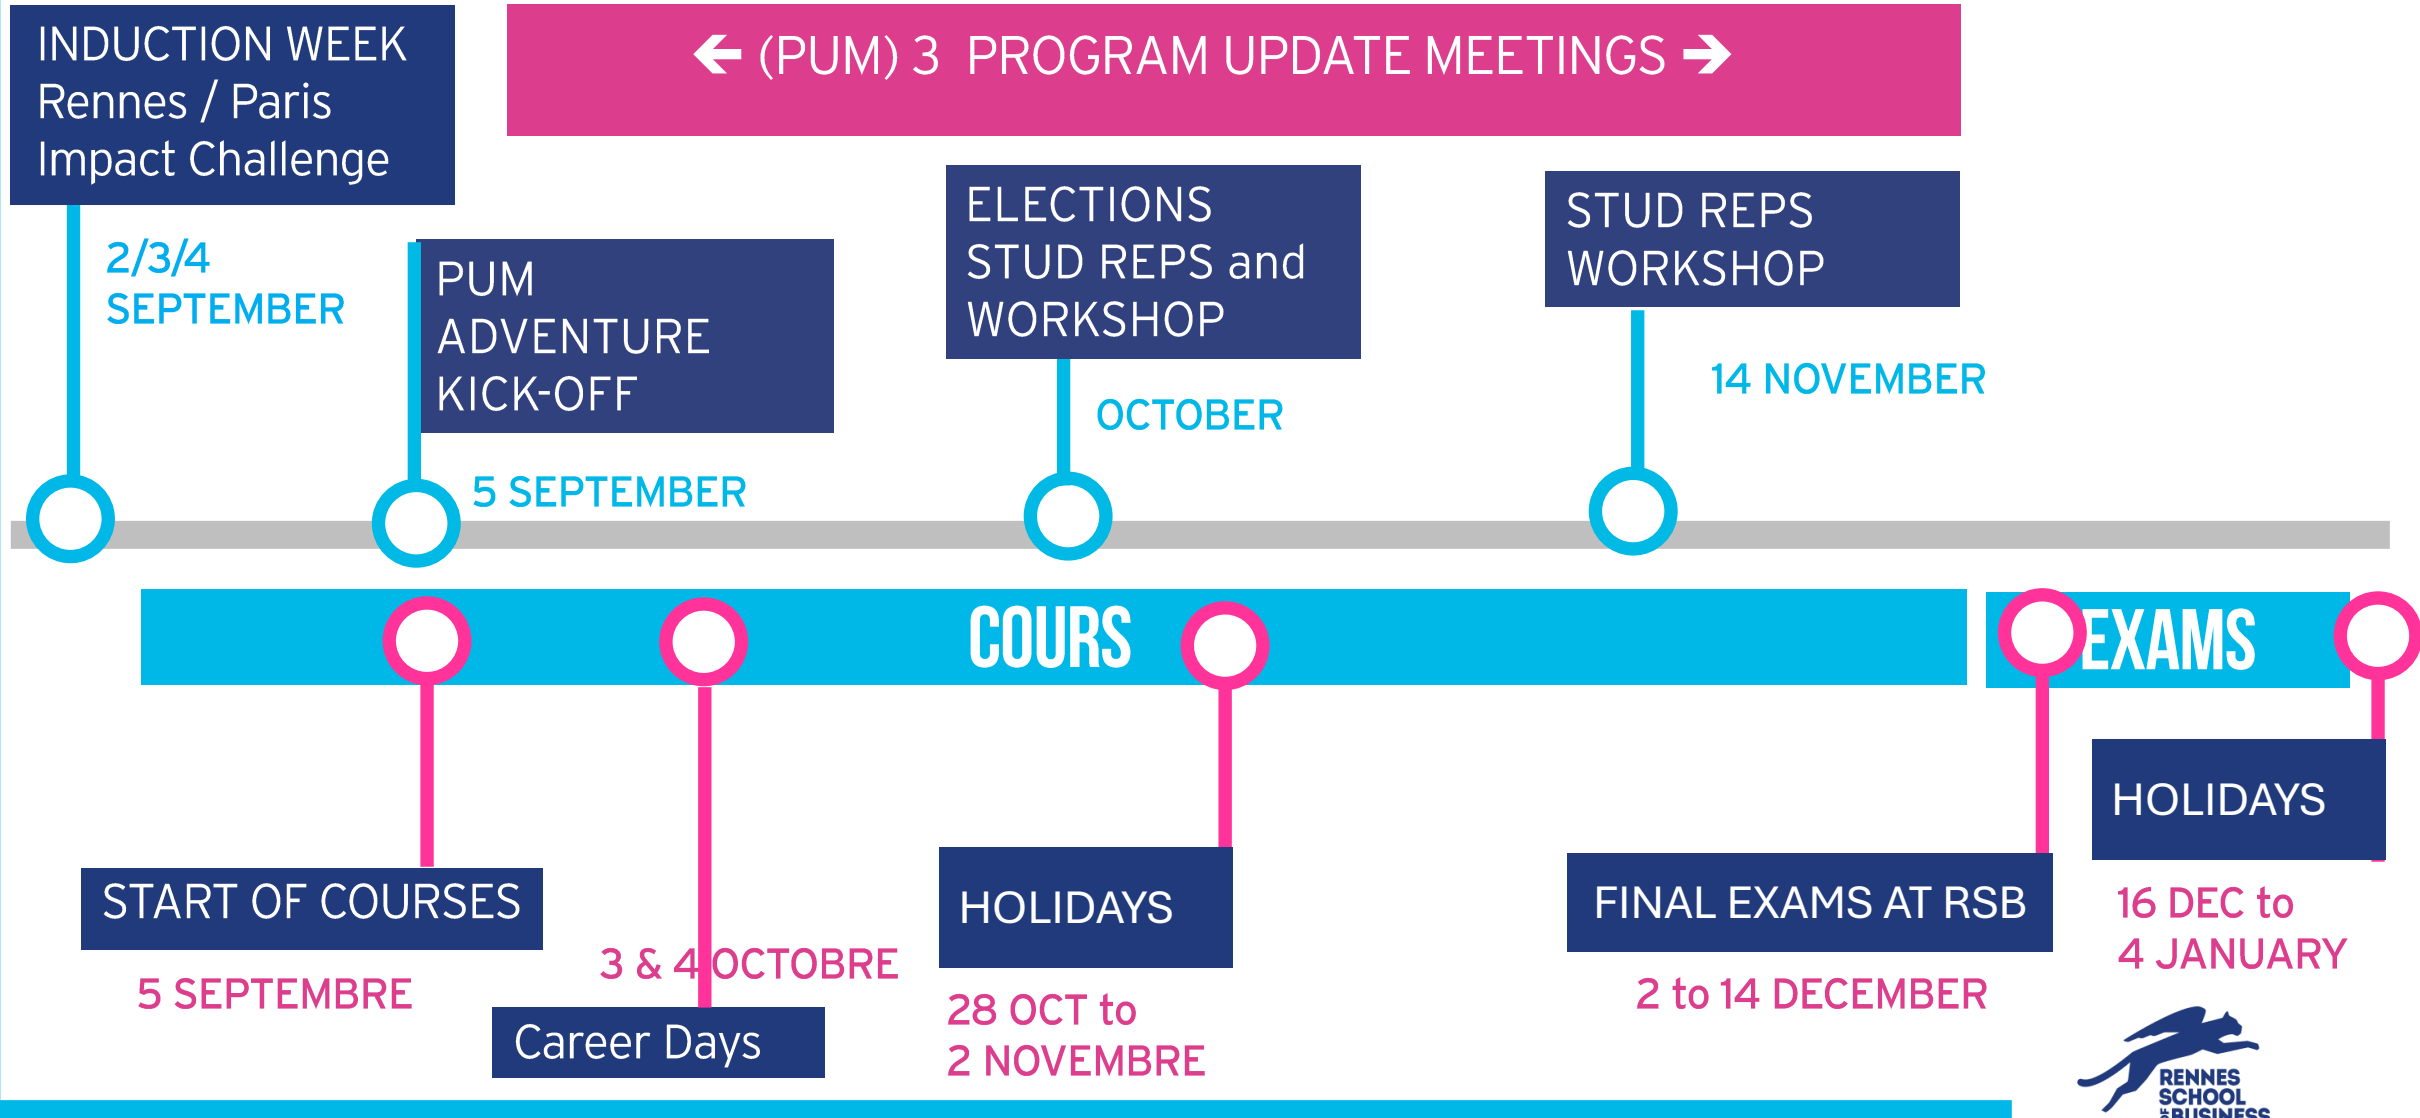 INDUCTION WEEK
Rennes / Paris
Impact Challenge
(PUM) 3 PROGRAM UPDATE MEETINGS
2/3/4
SEPTEMBER
PUM
ADVENTURE
KICK-OFF
5 SEPTEMBER
ELECTIONS
STUD REPS and
WORKSHOP
OCTOBER
STUD REPS
WORKSHOP
14 NOVEMBER
COURS
EXAMS
START OF COURSES
5 SEPTEMBRE
3 & 4 OCTOBRE
Career Days
HOLIDAYS
28 OCT to
2 NOVEMBRE
FINAL EXAMS AT RSB
2 to 14 DECEMBER
HOLIDAYS
16 DEC to
4 JANUARY
RENNES
SCHOOL
OF BUSINESS